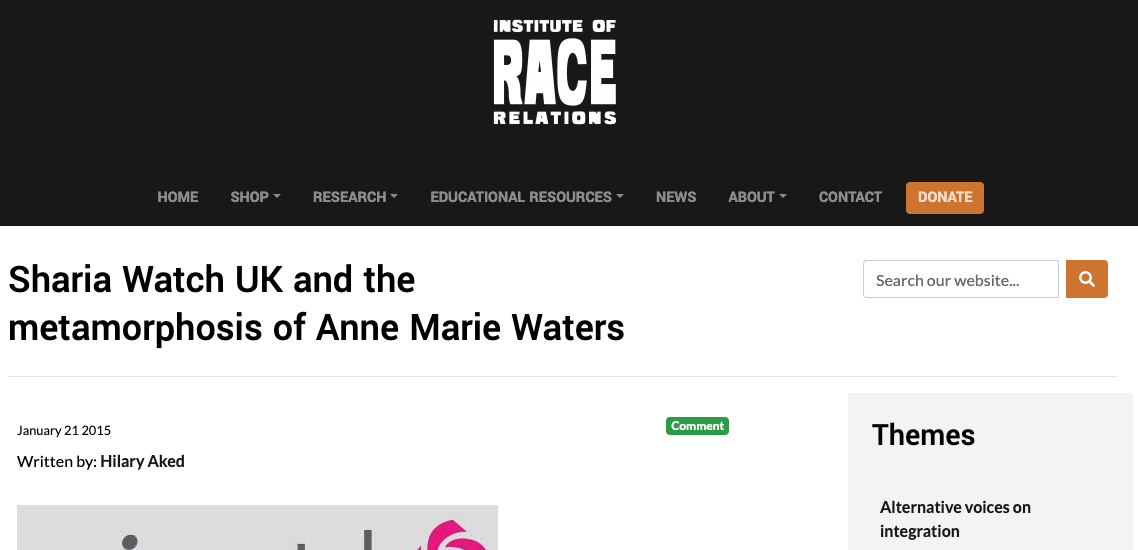 INSTITUTE OF
RACE
RELATIONS
HOME SHOP RESEARCH EDUCATIONAL RESOURCES NEWS ABOUT CONTACT DONATE
Sharia Watch UK and the
metamorphosis of Anne Marie Waters
Search our website...
January 21 2015
Comment
Written by: Hilary Aked
Themes
Alternative voices on
integration